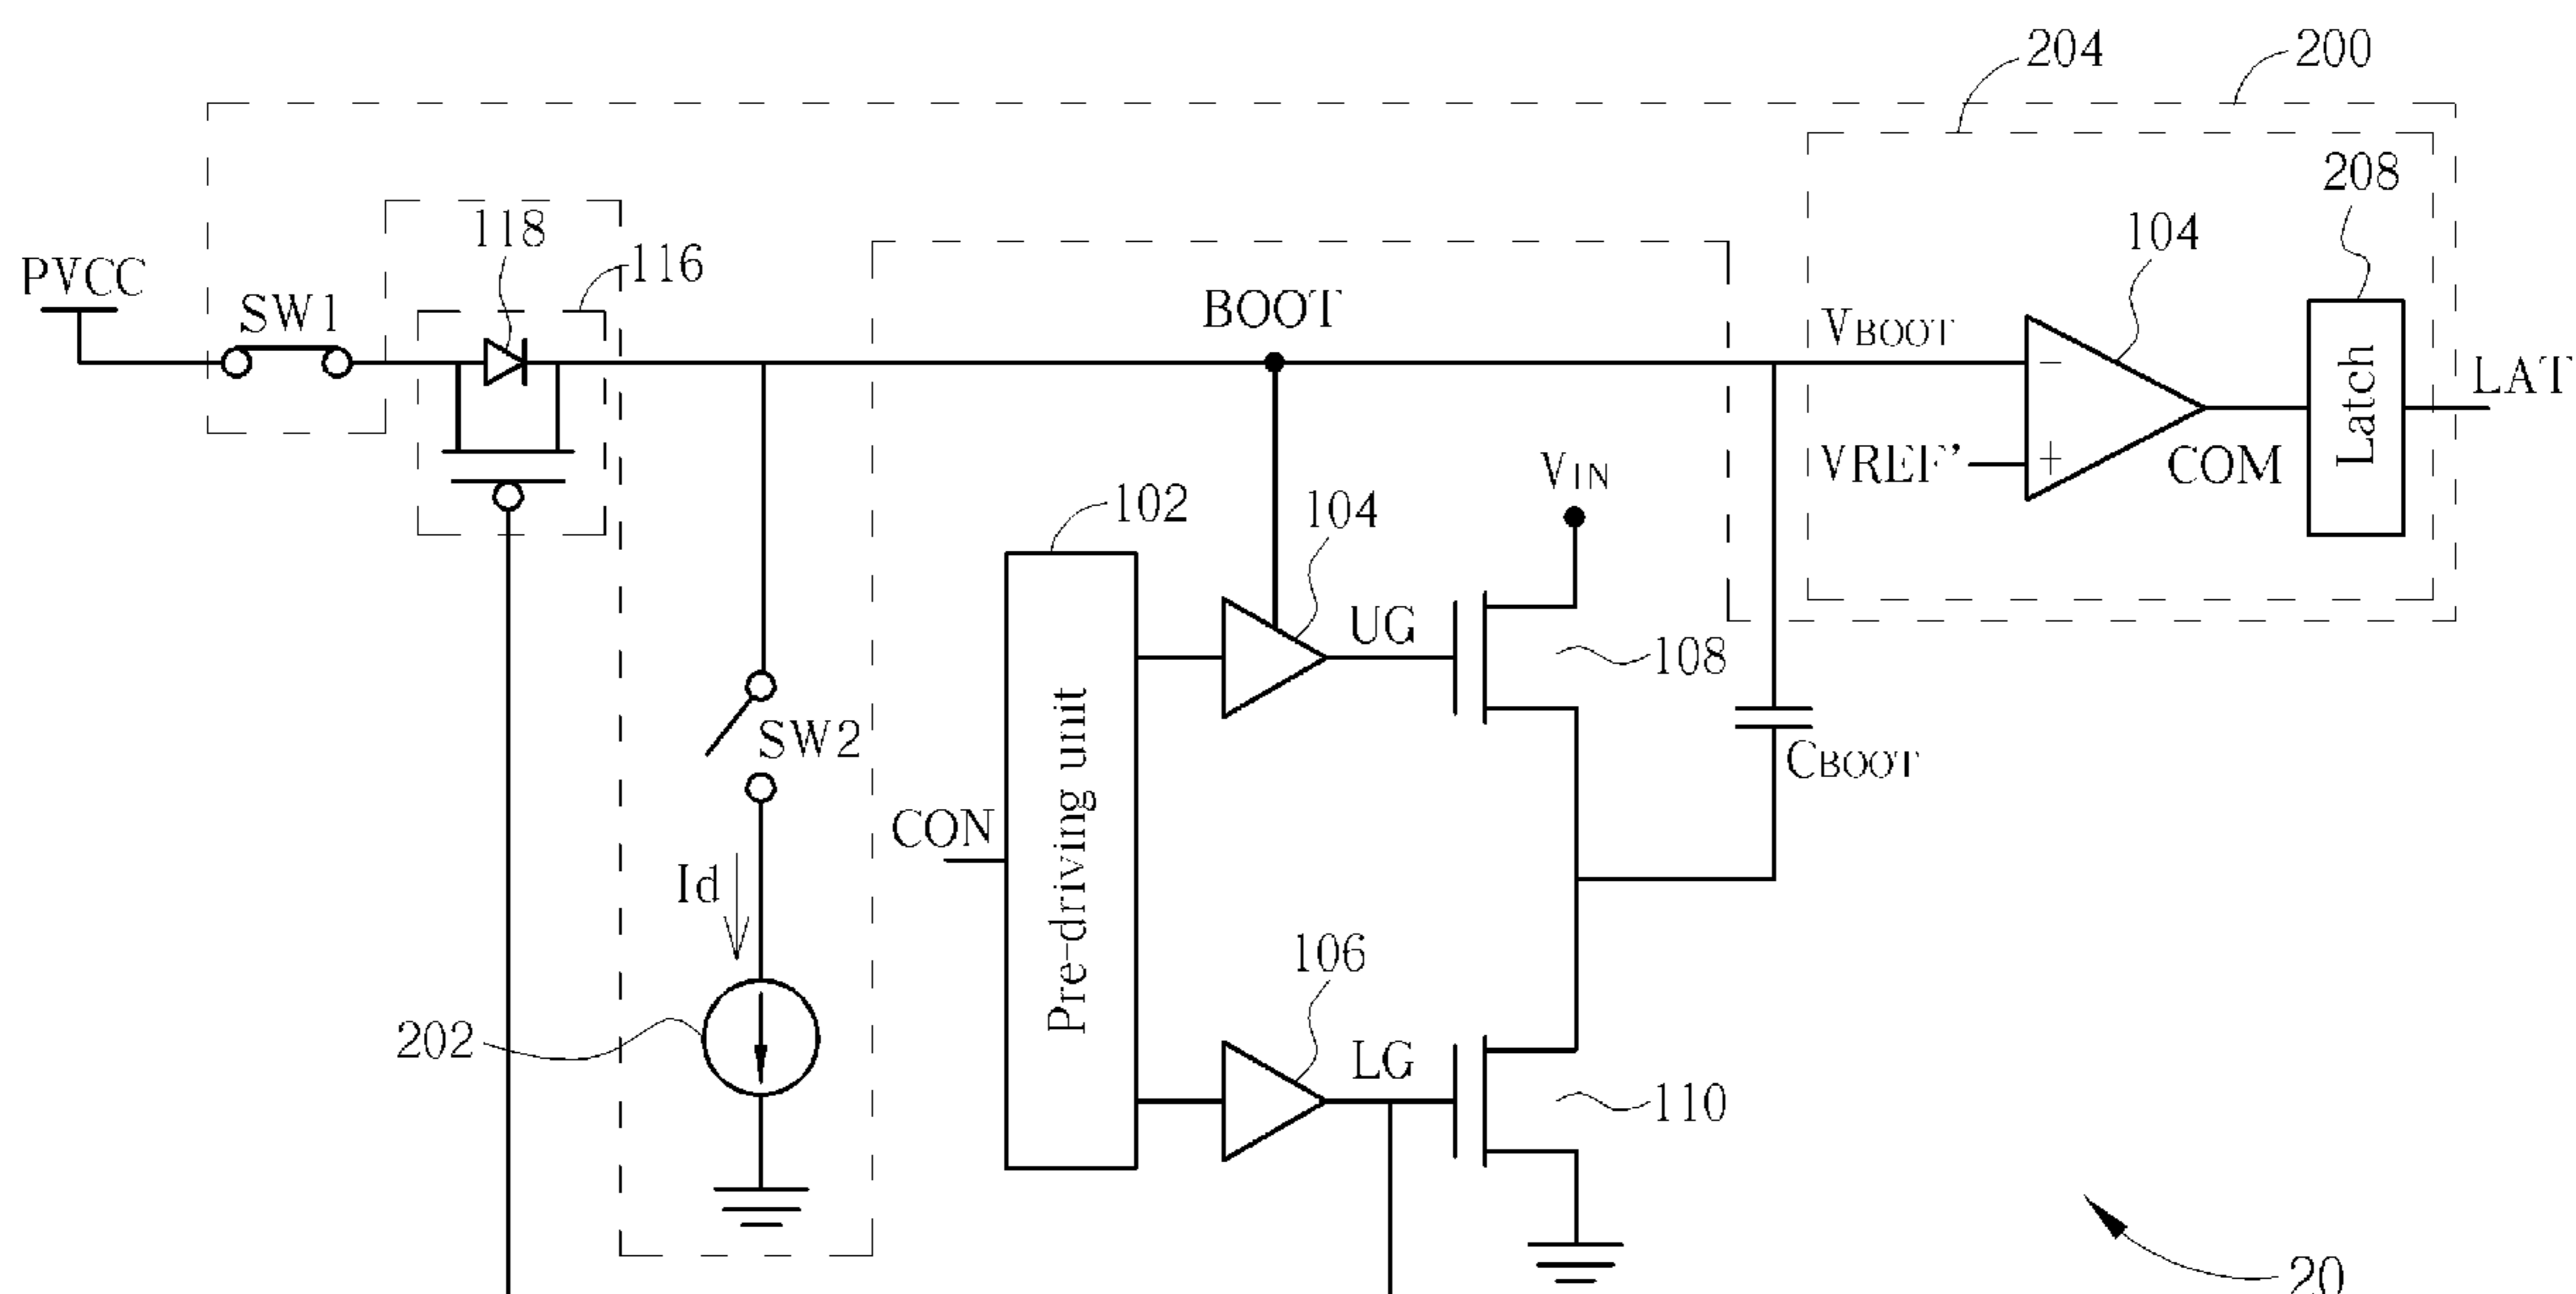 204
200
208
118
104
116
PVCC
SW1
BOOT
VBOOT
LAT
Latch
−
+
VREF’
COM
VIN
102
104
UG
108
SW2
CBOOT
CON
Pre-driving unit
Id
106
202
LG
110
20